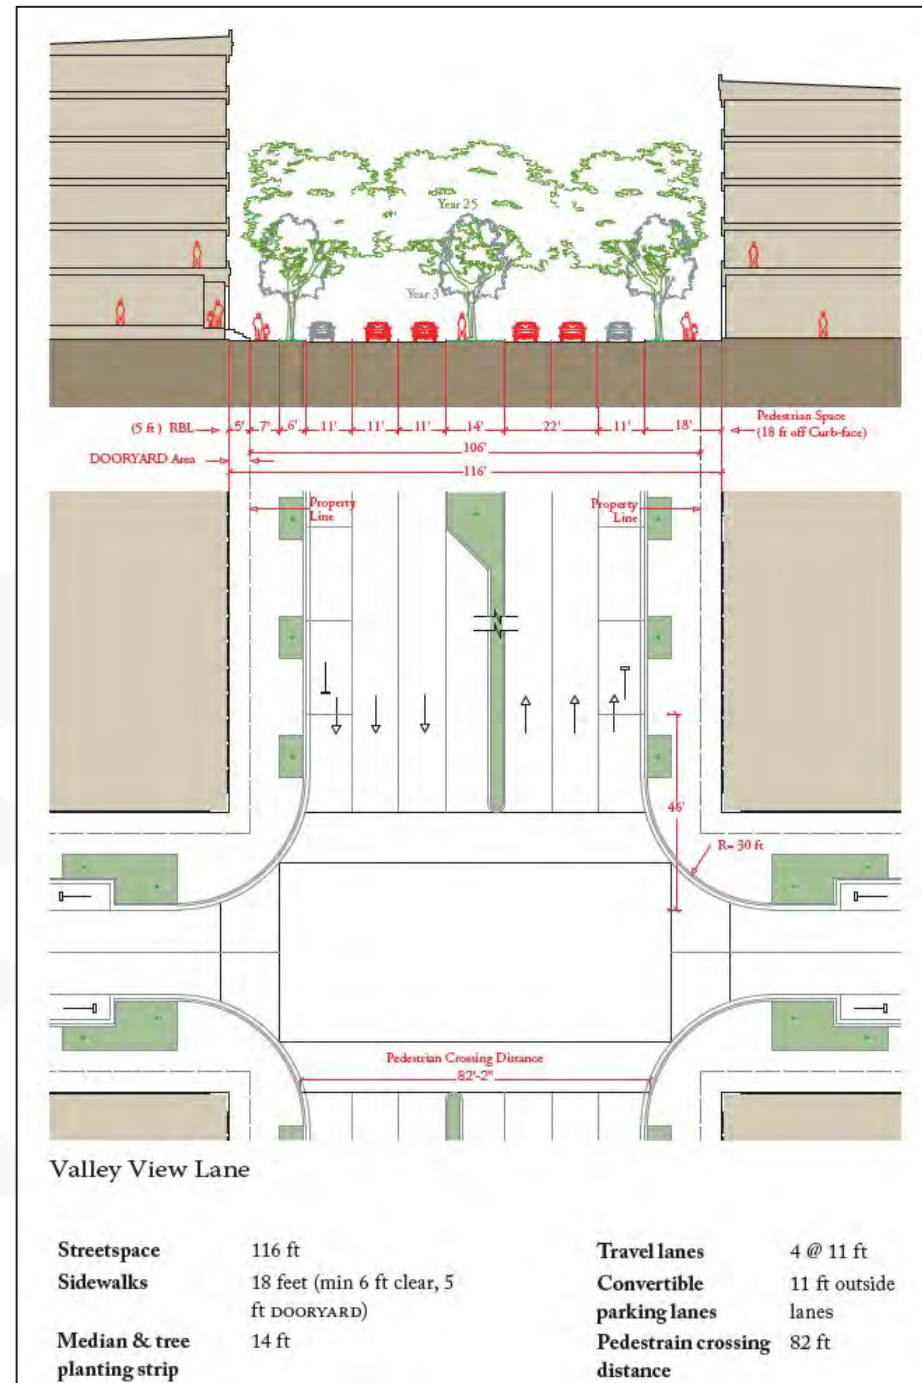 Year 25
Year 3
(5 ft ) RBL
5' 7' 6' 11' 11' 11' 14' 22' 11' 18'
Pedestrian Space
(18 ft off Curb-face)
106'
DOORYARD Area
116'
Property
Line
Property
Line
46'
R= 30 ft
Pedestrian Crossing Distance
82'-2"
Valley View Lane
Streetspace 116 ft
Sidewalks 18 feet (min 6 ft clear, 5
ft DOORYARD)
Median & tree 14 ft
planting strip
Travel lanes 4 @ 11 ft
Convertible 11 ft outside
parking lanes lanes
Pedestrain crossing 82 ft
distance